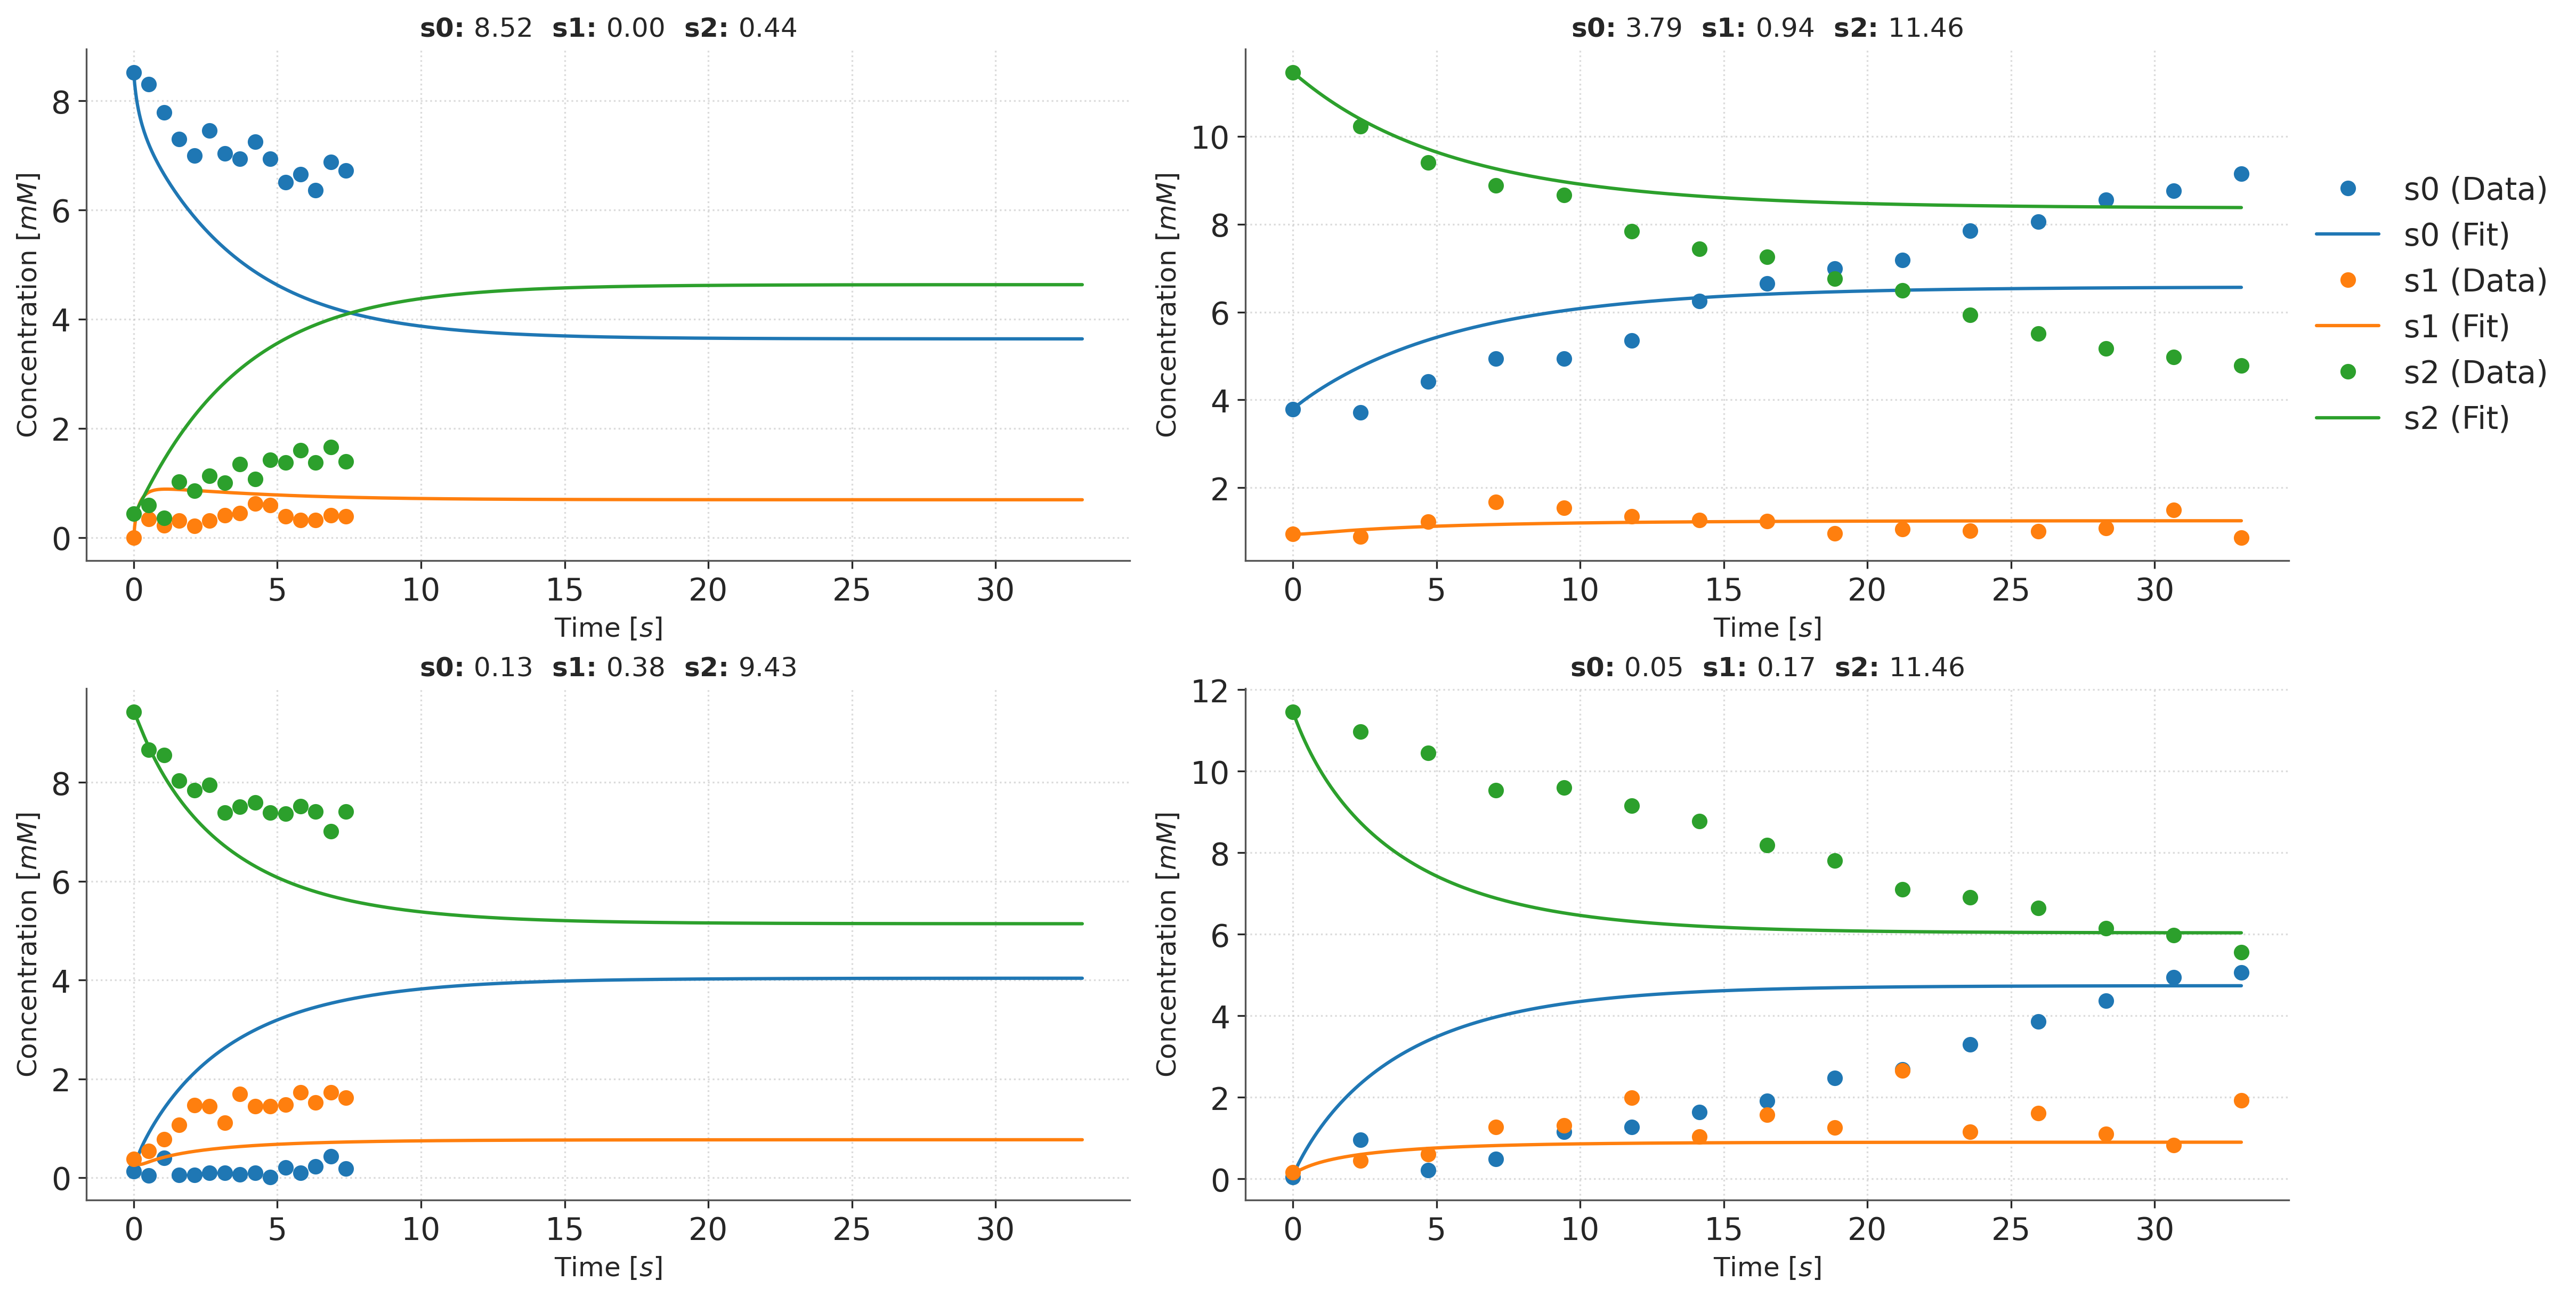 s0: 8.52 s1: 0.00 s2: 0.44
8
6
4
2
0
Concentration [mM]
0 5 10 15 20 25 30
Time [s]
s0: 3.79 s1: 0.94 s2: 11.46
10
8
6
4
2
Concentration [mM]
0 5 10 15 20 25 30
Time [s]
s0 (Data)
s0 (Fit)
s1 (Data)
s1 (Fit)
s2 (Data)
s2 (Fit)
s0: 0.13 s1: 0.38 s2: 9.43
8
6
4
2
0
Concentration [mM]
0 5 10 15 20 25 30
Time [s]
s0: 0.05 s1: 0.17 s2: 11.46
12
10
8
6
4
2
0
Concentration [mM]
0 5 10 15 20 25 30
Time [s]